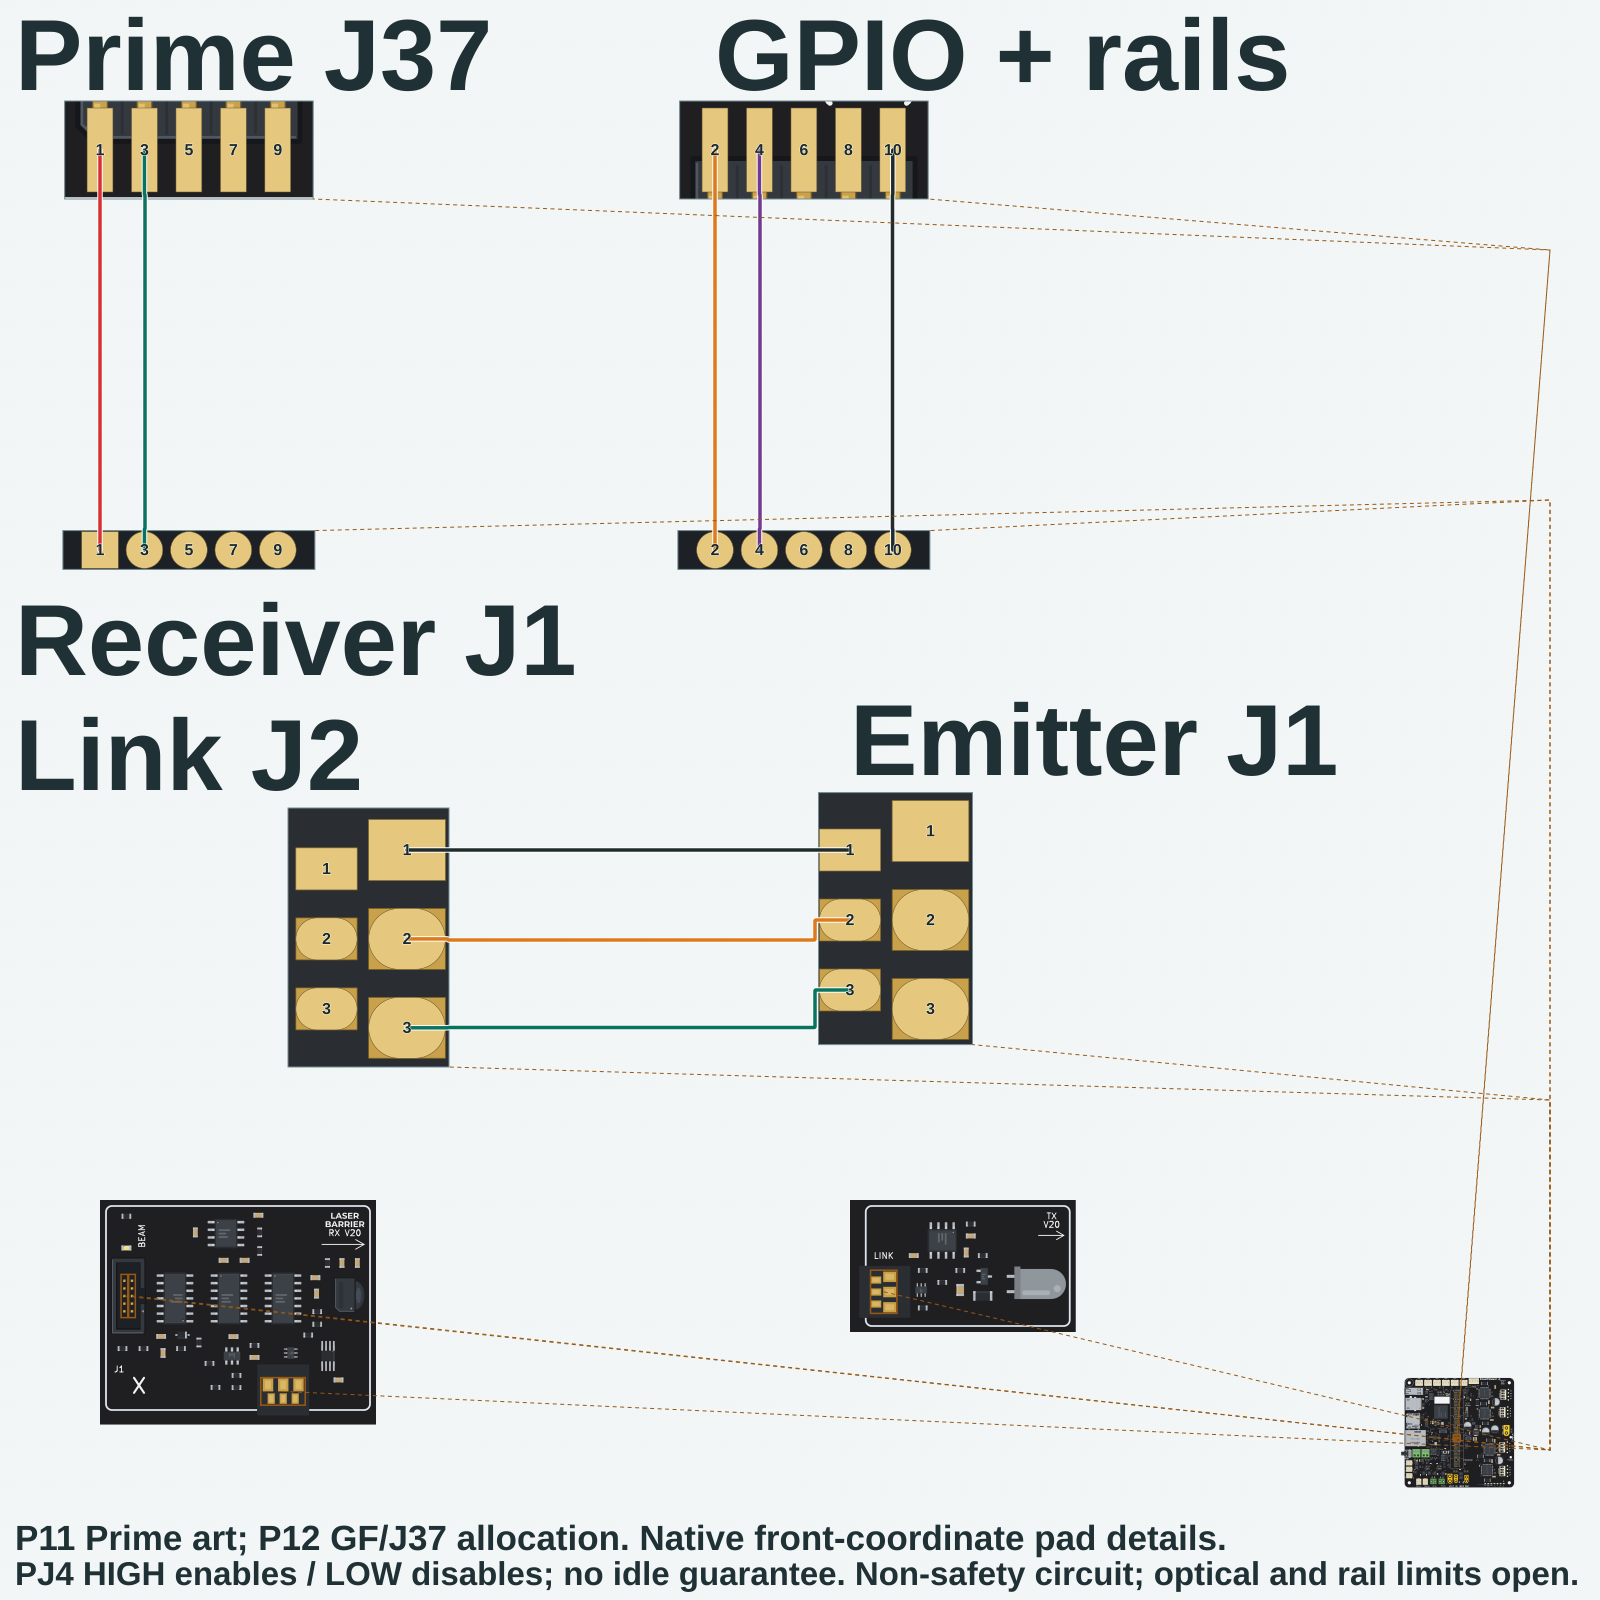 Prime J37
GPIO + rails
1 3 5 7 9
2 4 6 8 10
1 3 5 7 9
2 4 6 8 10
Receiver J1
Link J2
Emitter J1
1
1
2
2
3
3
1
1
2
2
3
3
BEAM
LASER
BARRIER
RX V20
J1
X
TX
V20
LINK
P11 Prime art; P12 GF/J37 allocation. Native front-coordinate pad details.
PJ4 HIGH enables / LOW disables; no idle guarantee. Non-safety circuit; optical and rail limits open.